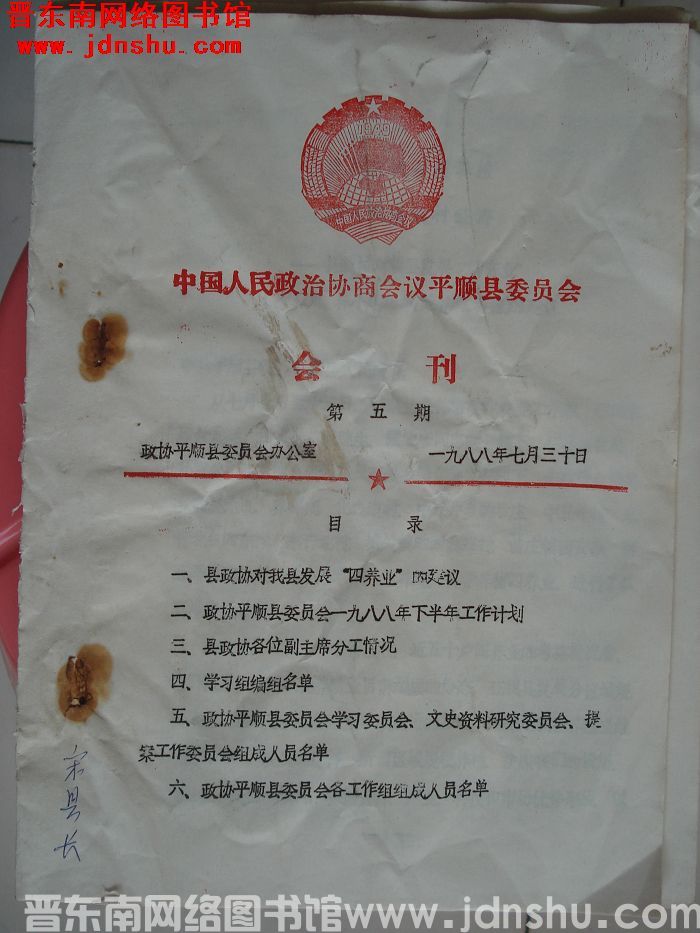 晋东南网络图书馆
www.jdnshu.com
1949
中国人民政治协商会议
中国人民政治协商会议平顺县委员会
会刊
第五期
政协平顺县委员会办公室 一九八八年七月三十日
目录
一、县政协对我县发展“四养业”的建议
二、政协平顺县委员会一九八八年下半年工作计划
三、县政协各位副主席分工情况
四、学习组编组名单
五、政协平顺县委员会学习委员会、文史资料研究委员会、提
案工作委员会组成人员名单
六、政协平顺县委员会各工作组组成人员名单
宋县长
晋东南网络图书馆www.jdnshu.com